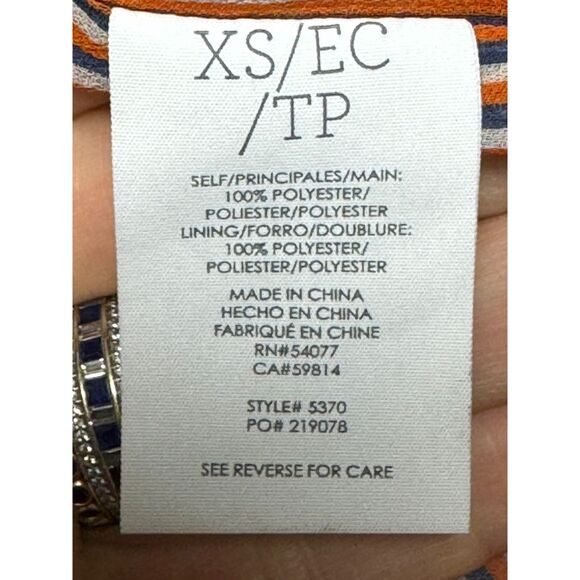 XS/EC
/TP
SELF/PRINCIPALES/MAIN:
100% POLYESTER/
POLIESTER/POLYESTER
LINING/FORRO/DOUBLURE:
100% POLYESTER/
POLIESTER/POLYESTER
MADE IN CHINA
HECHO EN CHINA
FABRIQUÉ EN CHINE
RN#54077
CA#59814
STYLE# 5370
PO# 219078
SEE REVERSE FOR CARE